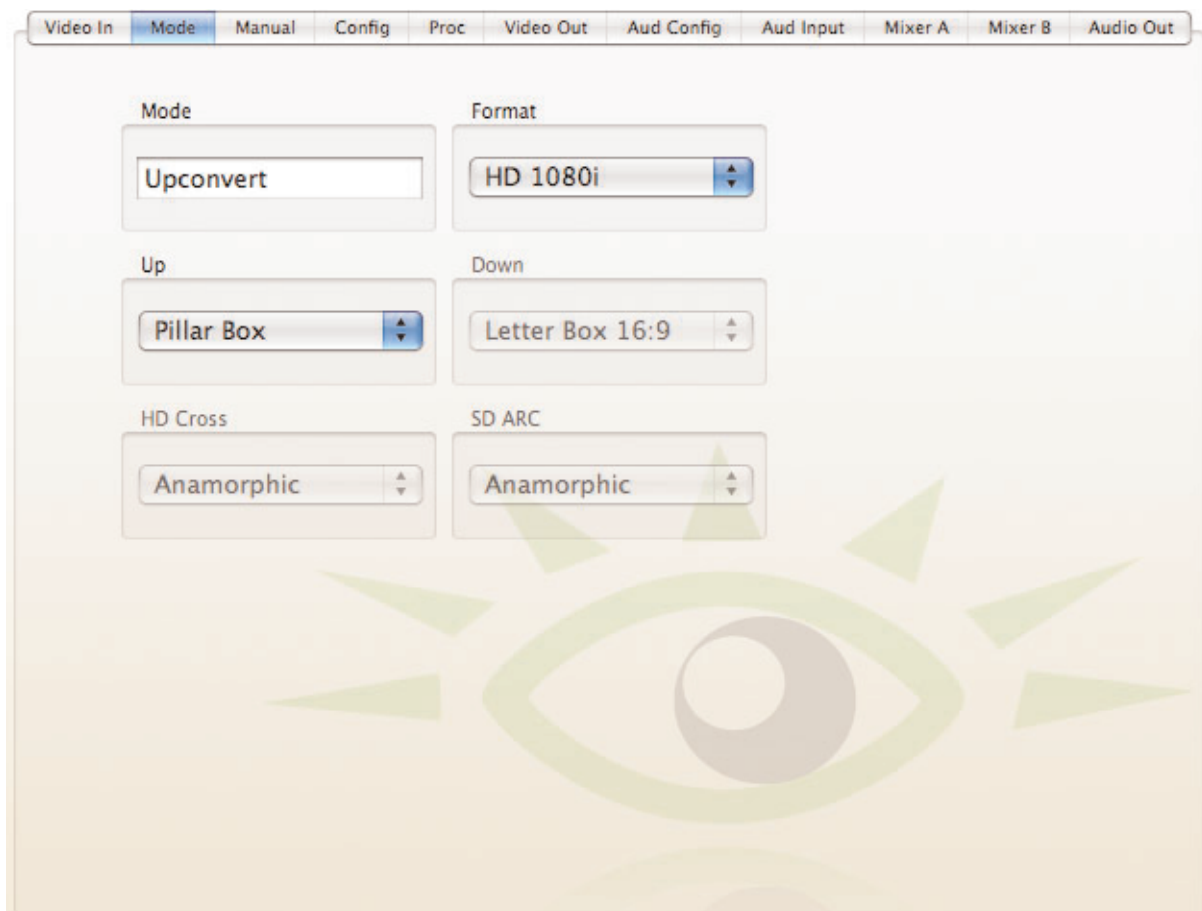 Video In Mode Manual Config Proc Video Out Aud Config Aud Input Mixer A Mixer B Audio Out
Mode Format
Upconvert HD 1080i
Up Down
Pillar Box Letter Box 16:9
HD Cross SD ARC
Anamorphic Anamorphic